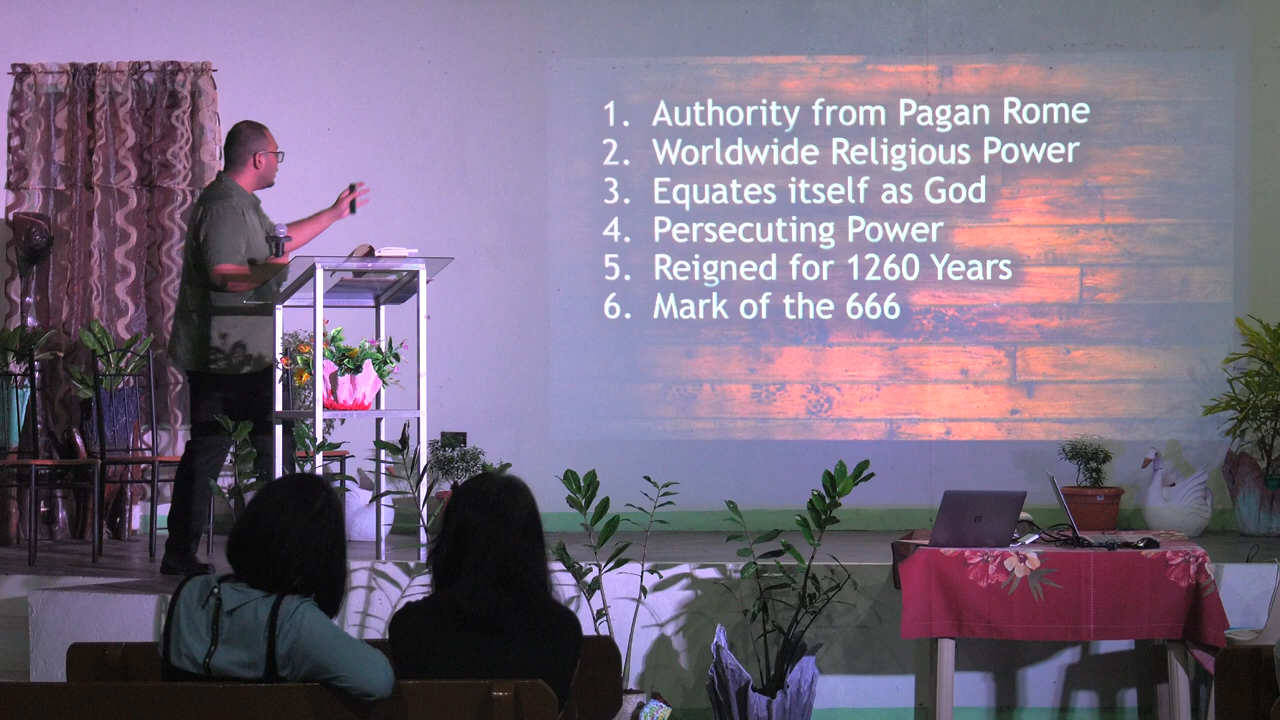 1. Authority from Pagan Rome
2. Worldwide Religious Power
3. Equates itself as God
4. Persecuting Power
5. Reigned for 1260 Years
6. Mark of the 666